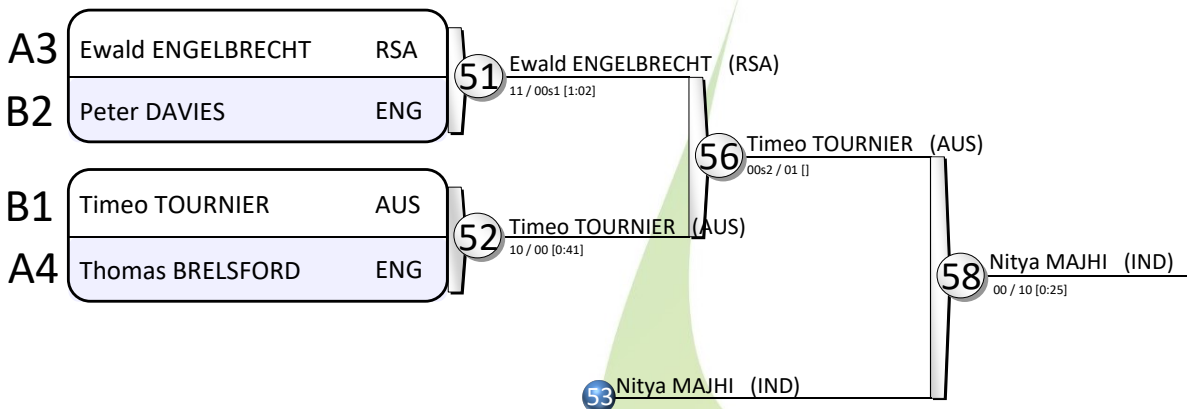 A3 Ewald ENGELBRECHT RSA
B2 Peter DAVIES ENG
51
Ewald ENGELBRECHT (RSA)
11 / 00s1 [1:02]
B1 Timeo TOURNIER AUS
A4 Thomas BRELSFORD ENG
52
Timeo TOURNIER (AUS)
10 / 00 [0:41]
56
Timeo TOURNIER (AUS)
00s2 / 01 []
53
Nitya MAJHI (IND)
58
Nitya MAJHI (IND)
00 / 10 [0:25]